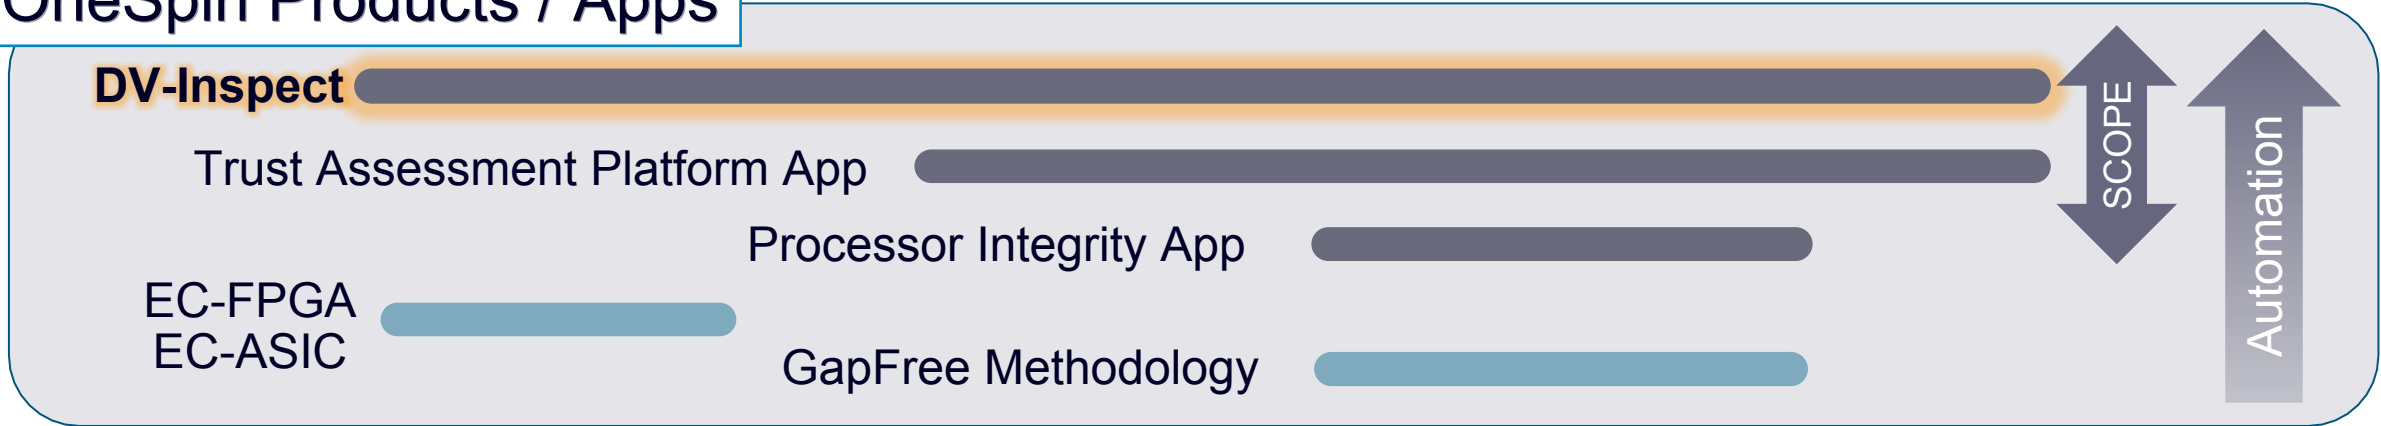 OneSpin Products / Apps
DV-Inspect
Trust Assessment Platform App
Processor Integrity App
EC-FPGA
EC-ASIC
GapFree Methodology
SCOPE
Automation